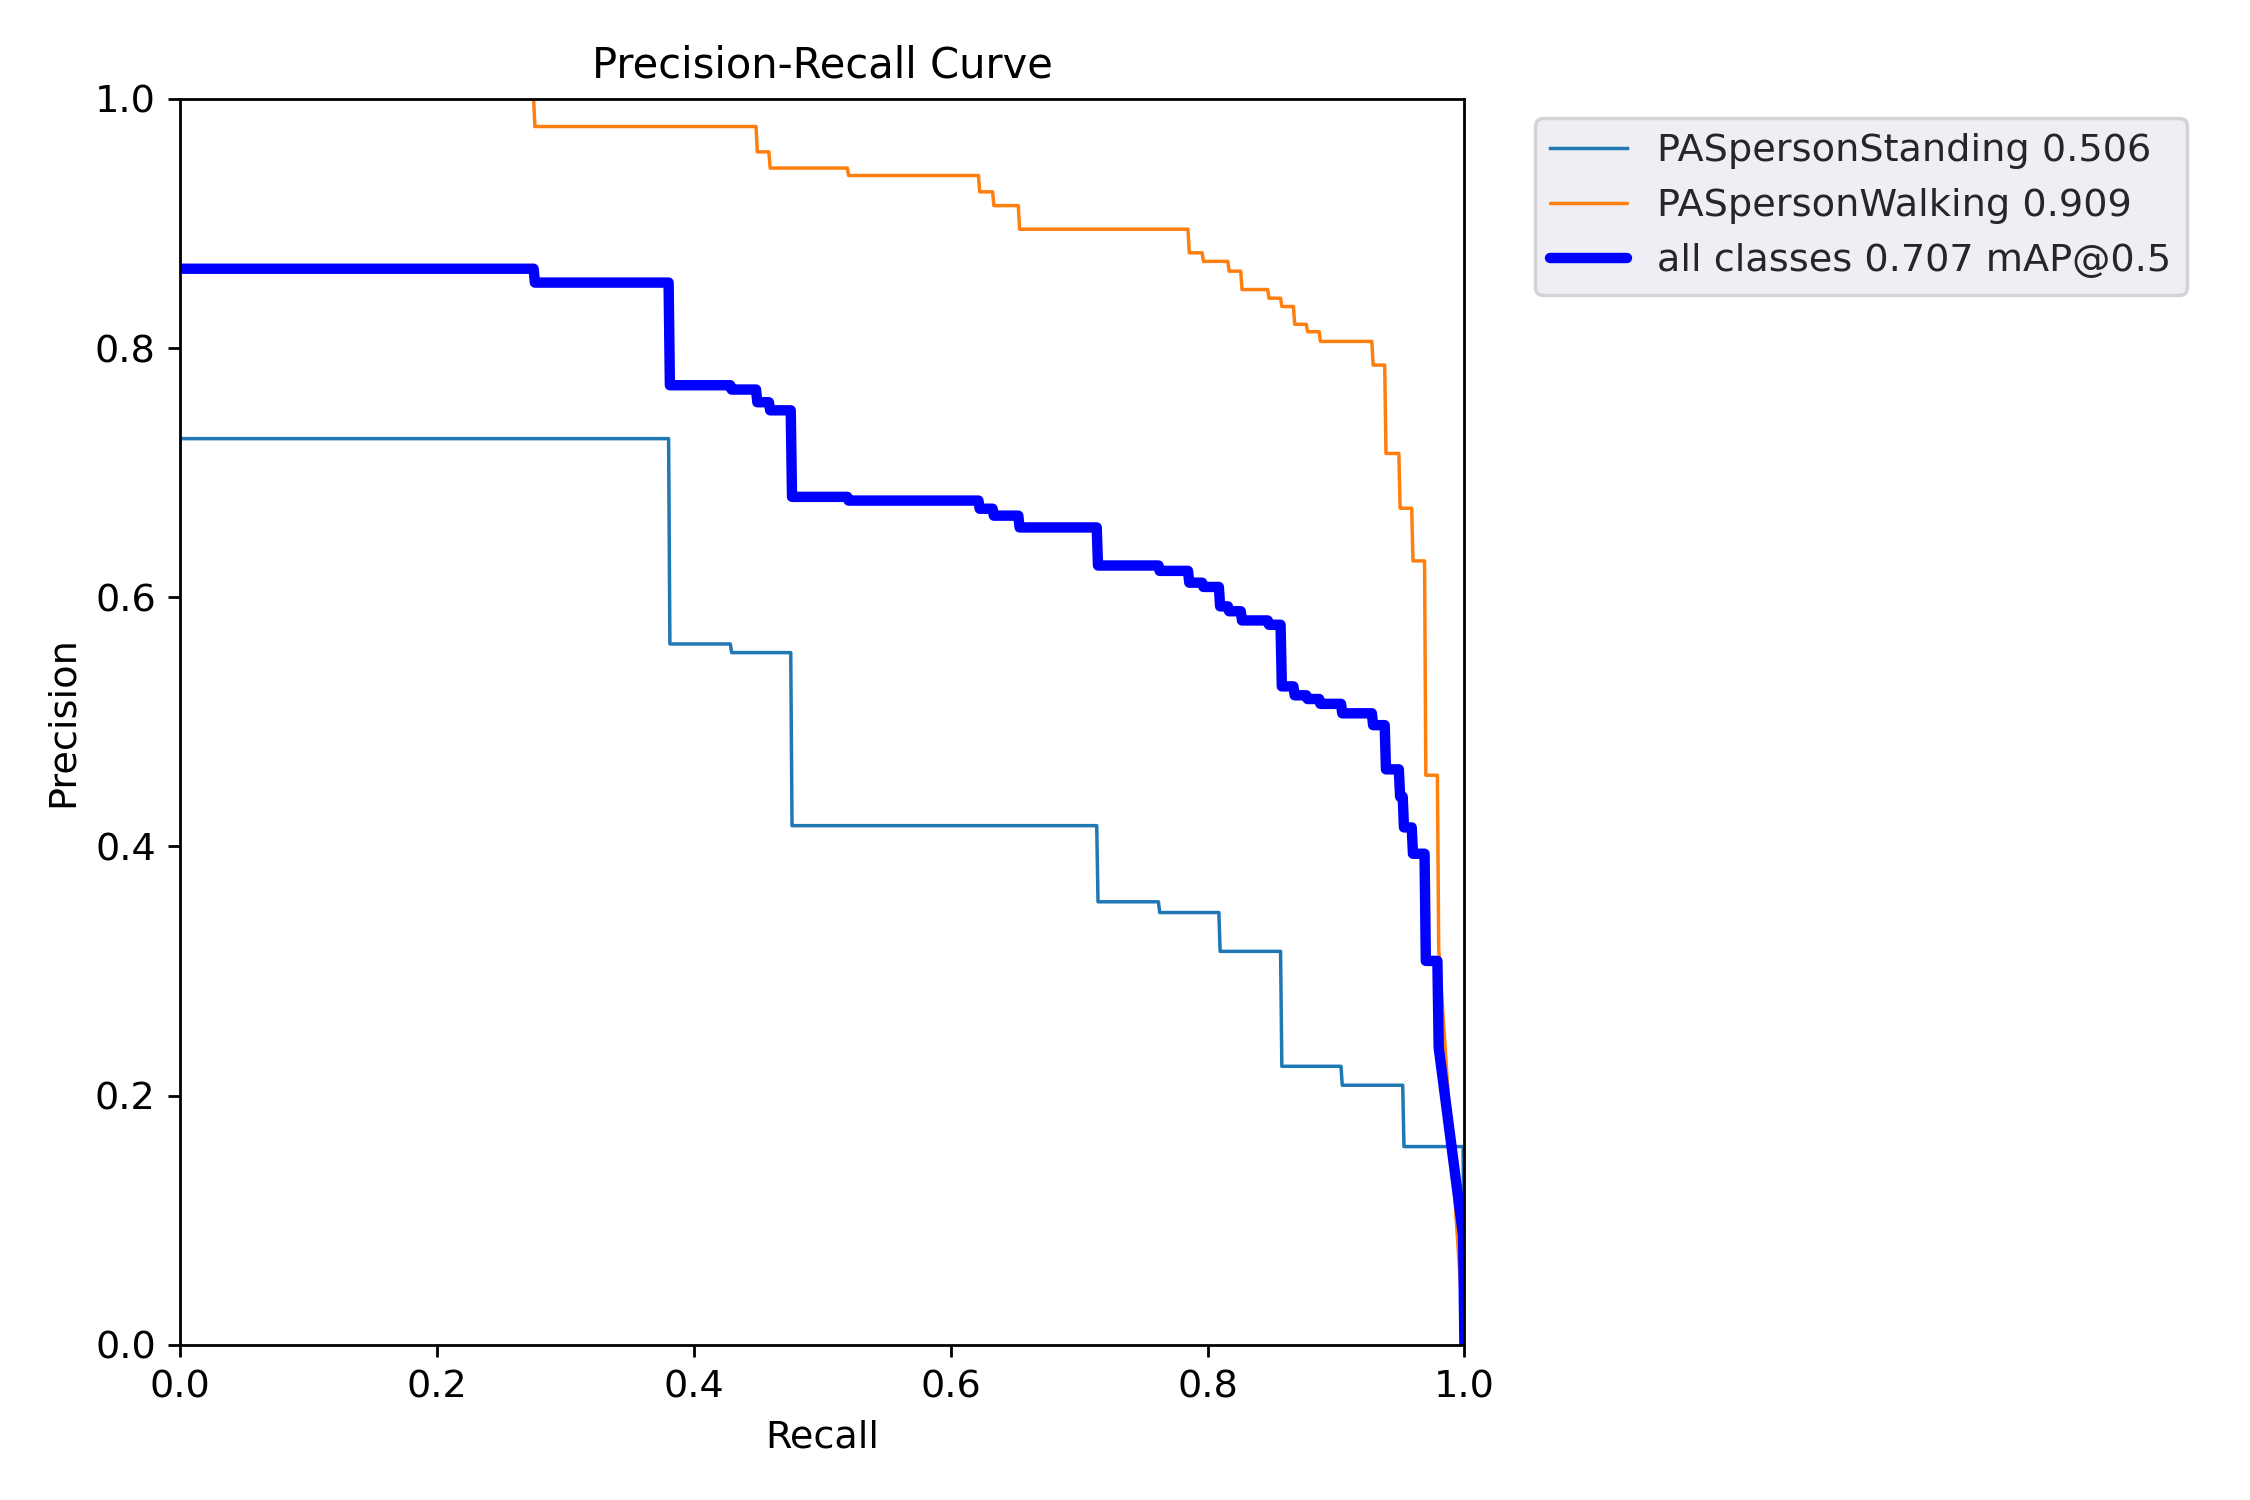 Precision-Recall Curve
PASpersonStanding 0.506
PASpersonWalking 0.909
all classes 0.707 mAP@0.5
Precision
1.0
0.8
0.6
0.4
0.2
0.0
0.0 0.2 0.4 0.6 0.8 1.0
Recall